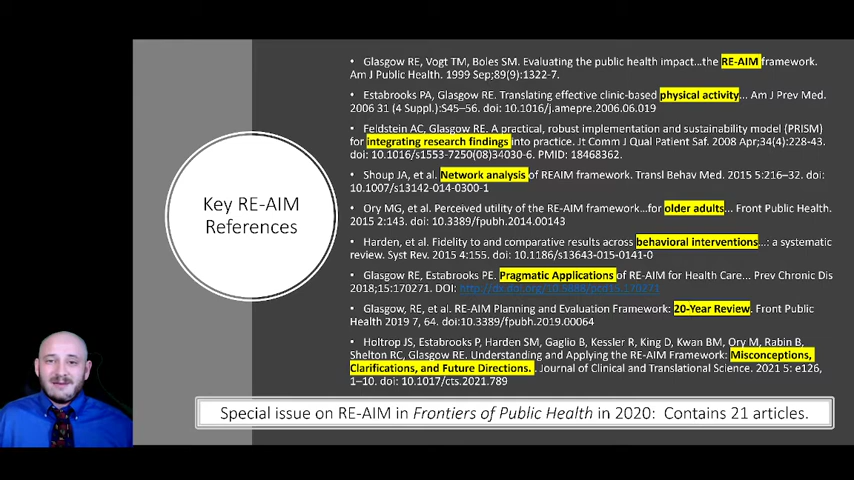 Key RE-AIM
References
• Glasgow RE, Vogt TM, Boles SM. Evaluating the public health impact...the RE-AIM framework.
Am J Public Health. 1999 Sep;89(9):1322-7.
• Estabrooks PA, Glasgow RE. Translating effective clinic-based physical activity... Am J Prev Med.
2006 31 (4 Suppl.):S45–56. doi: 10.1016/j.amepre.2006.06.019
• Feldstein AC, Glasgow RE. A practical, robust implementation and sustainability model (PRISM)
for integrating research findings into practice. Jt Comm J Qual Patient Saf. 2008 Apr;34(4):228-43.
doi: 10.1016/s1553-7250(08)34030-6. PMID: 18468362.
• Shoup JA, et al. Network analysis of REAIM framework. Transl Behav Med. 2015 5:216–32. doi:
10.1007/s13142-014-0300-1
• Ory MG, et al. Perceived utility of the RE-AIM framework...for older adults... Front Public Health.
2015 2:143. doi: 10.3389/fpubh.2014.00143
• Harden, et al. Fidelity to and comparative results across behavioral interventions...: a systematic
review. Syst Rev. 2015 4:155. doi: 10.1186/s13643-015-0141-0
• Glasgow RE, Estabrooks PE. Pragmatic Applications of RE-AIM for Health Care... Prev Chronic Dis
2018;15:170271. DOI: http://dx.doi.org/10.5888/pcd15.170271
• Glasgow, RE, et al. RE-AIM Planning and Evaluation Framework: 20-Year Review. Front Public
Health 2019 7, 64. doi:10.3389/fpubh.2019.00064
• Holtrop JS, Estabrooks P, Harden SM, Gaglio B, Kessler R, King D, Kwan BM, Ory M, Rabin B,
Shelton RC, Glasgow RE. Understanding and Applying the RE-AIM Framework: Misconceptions,
Clarifications, and Future Directions. . Journal of Clinical and Translational Science. 2021 5: e126,
1–10. doi: 10.1017/cts.2021.789
Special issue on RE-AIM in Frontiers of Public Health in 2020: Contains 21 articles.